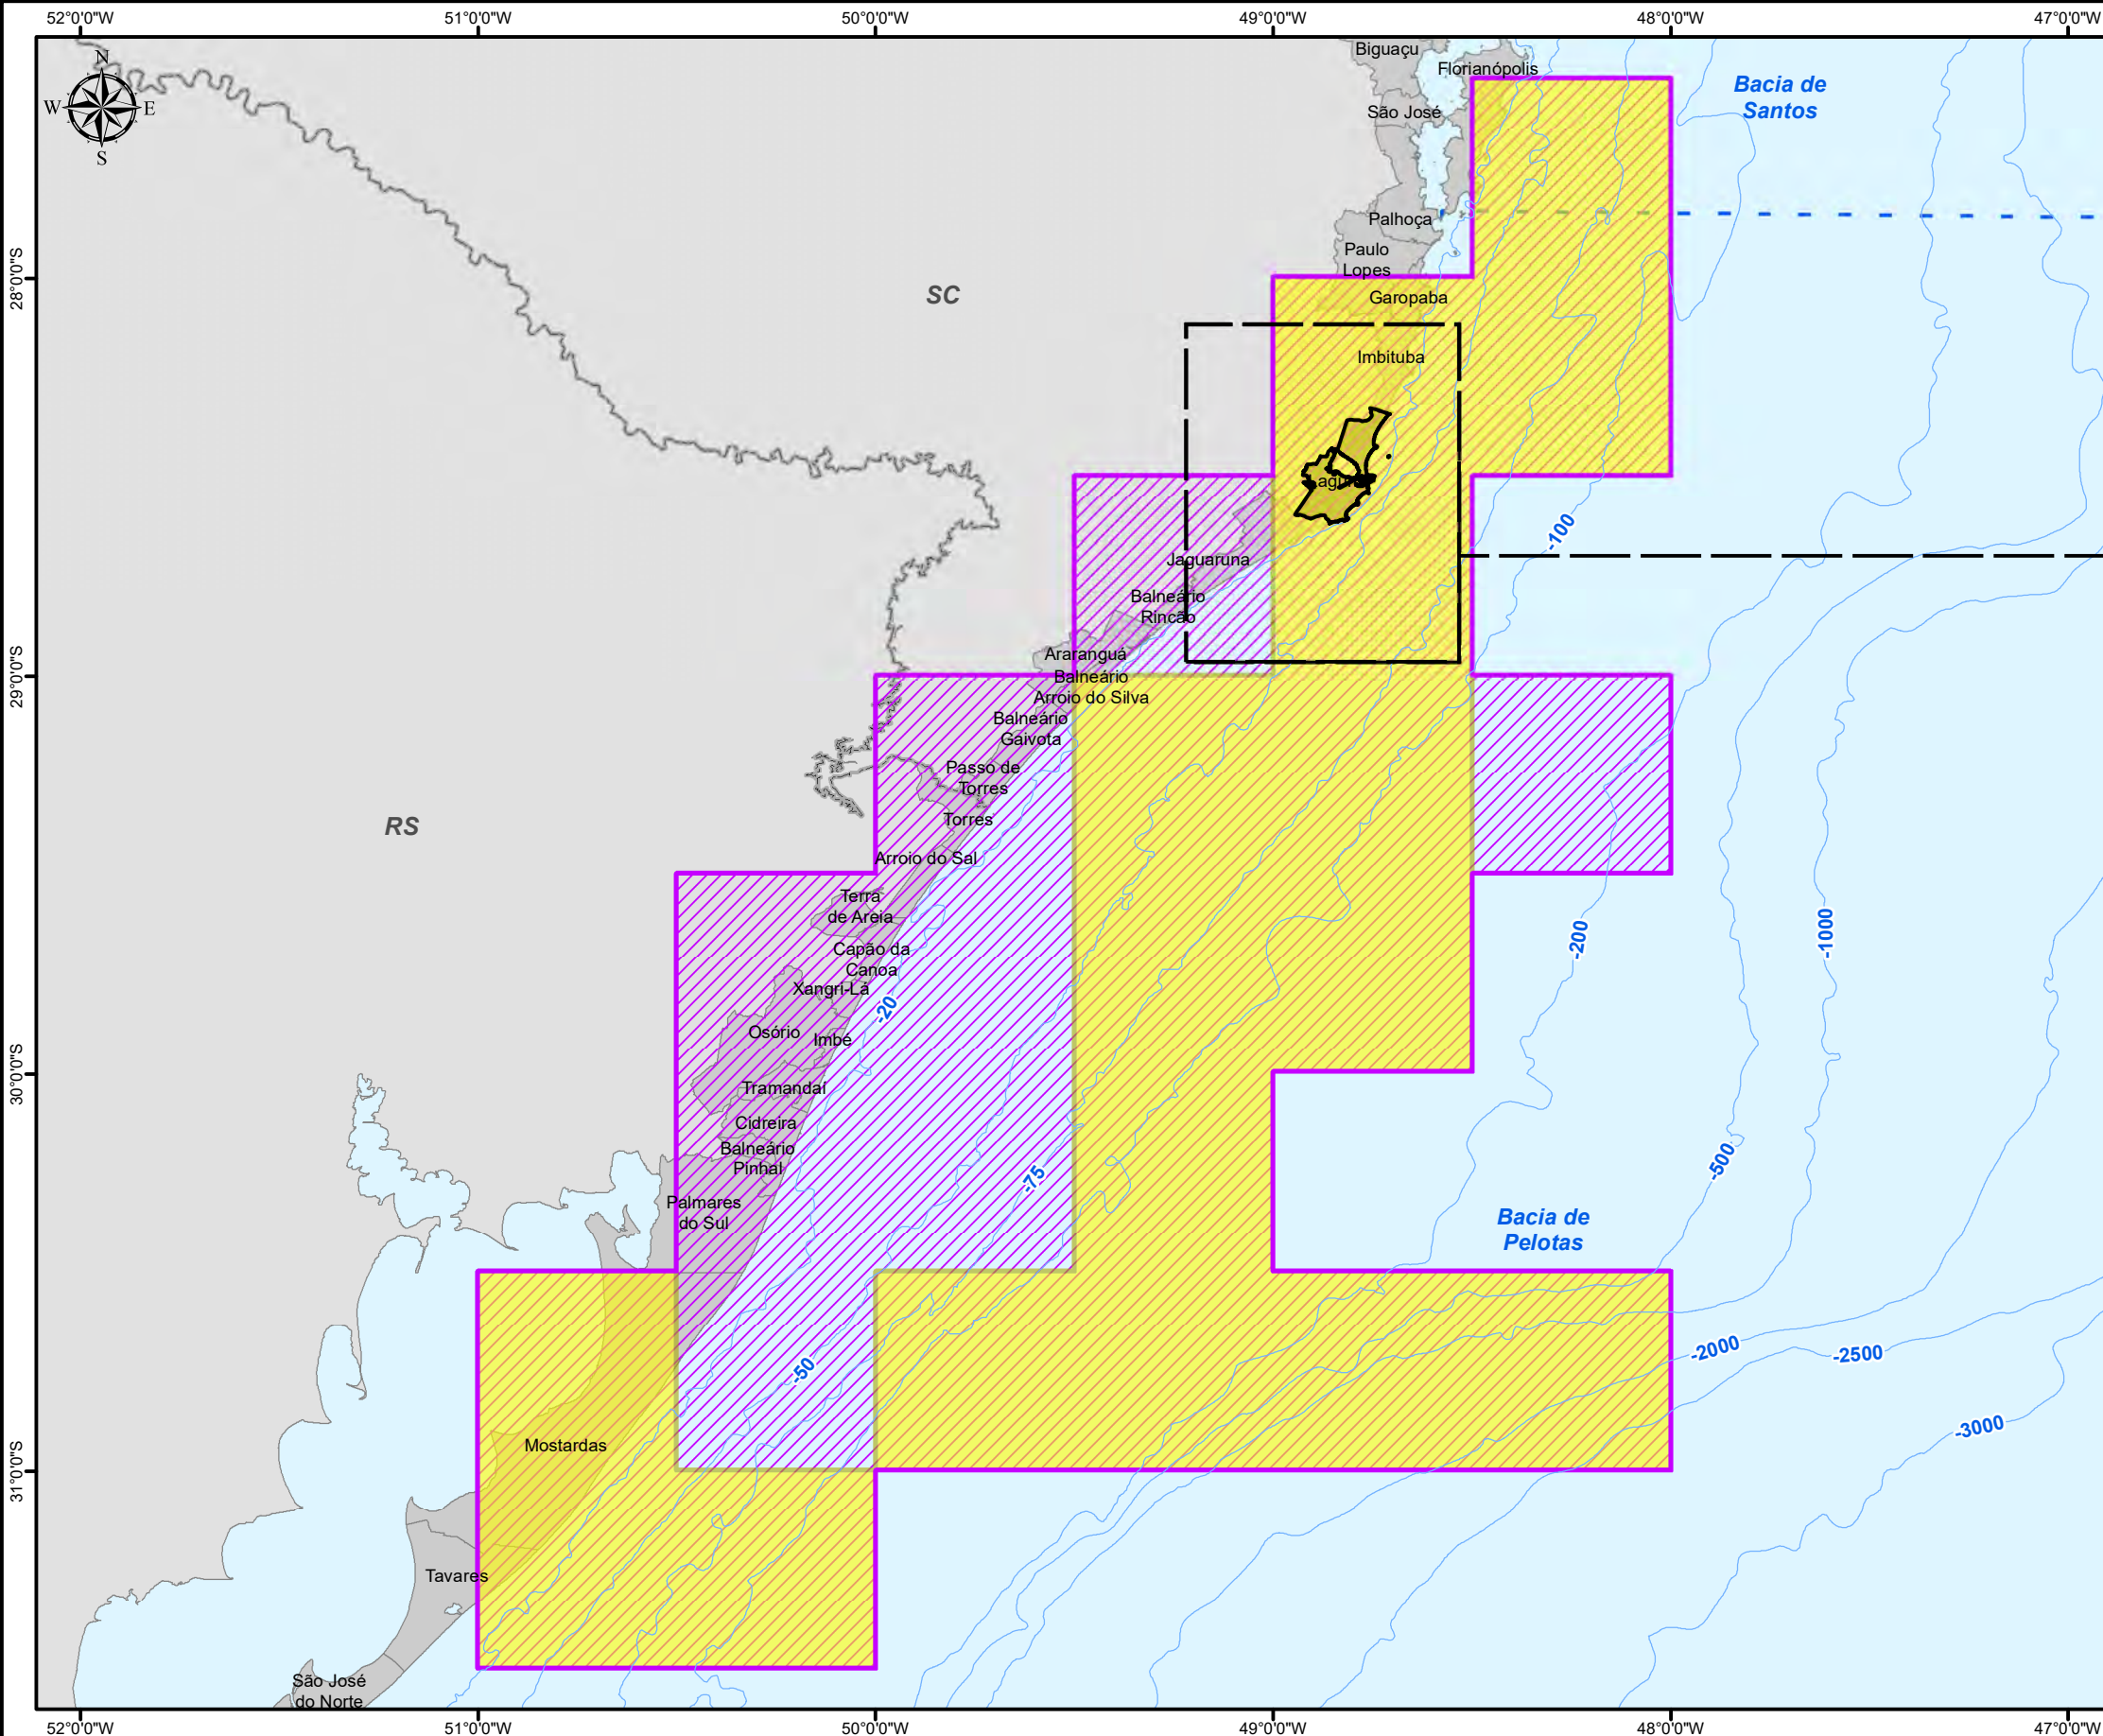 52°0'0"W
51°0'0"W
50°0'0"W
49°0'0"W
48°0'0"W
47°0'0"W
N
W
E
S
Biguaçu
Florianópolis
Bacia de
Santos
São José
Palhoça
Paulo
Lopes
28°0'0"S
SC
Garopaba
Imbituba
-100
Jaguaruna
Balneário
Rincão
Araranguá
29°0'0"S
Balneário
Arroio do Silva
Balneário
Gaivota
Passo de
Torres
Torres
RS
Arroio do Sal
Terra
de Areia
-200
-1000
Capão da
Canoa
Xangri-Lá
-20
Osório
Imbé
30°0'0"S
Tramandaí
Cidreira
Balneário
Pinhal
-75
-500
Palmares
do Sul
Bacia de
Pelotas
-50
-2000
-2500
-3000
Mostardas
31°0'0"S
Tavares
São José
do Norte
52°0'0"W
51°0'0"W
50°0'0"W
49°0'0"W
48°0'0"W
47°0'0"W